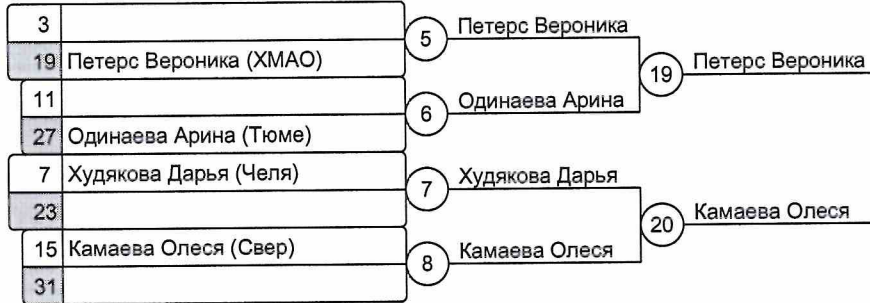 3
5 Петерс Вероника
19 Петерс Вероника (ХМАО)
19 Петерс Вероника
11
6 Одинаева Арина
27 Одинаева Арина (Тюме)
7 Худякова Дарья (Челя)
7 Худякова Дарья
23
20 Камаева Олеся
15 Камаева Олеся (Свер)
8 Камаева Олеся
31